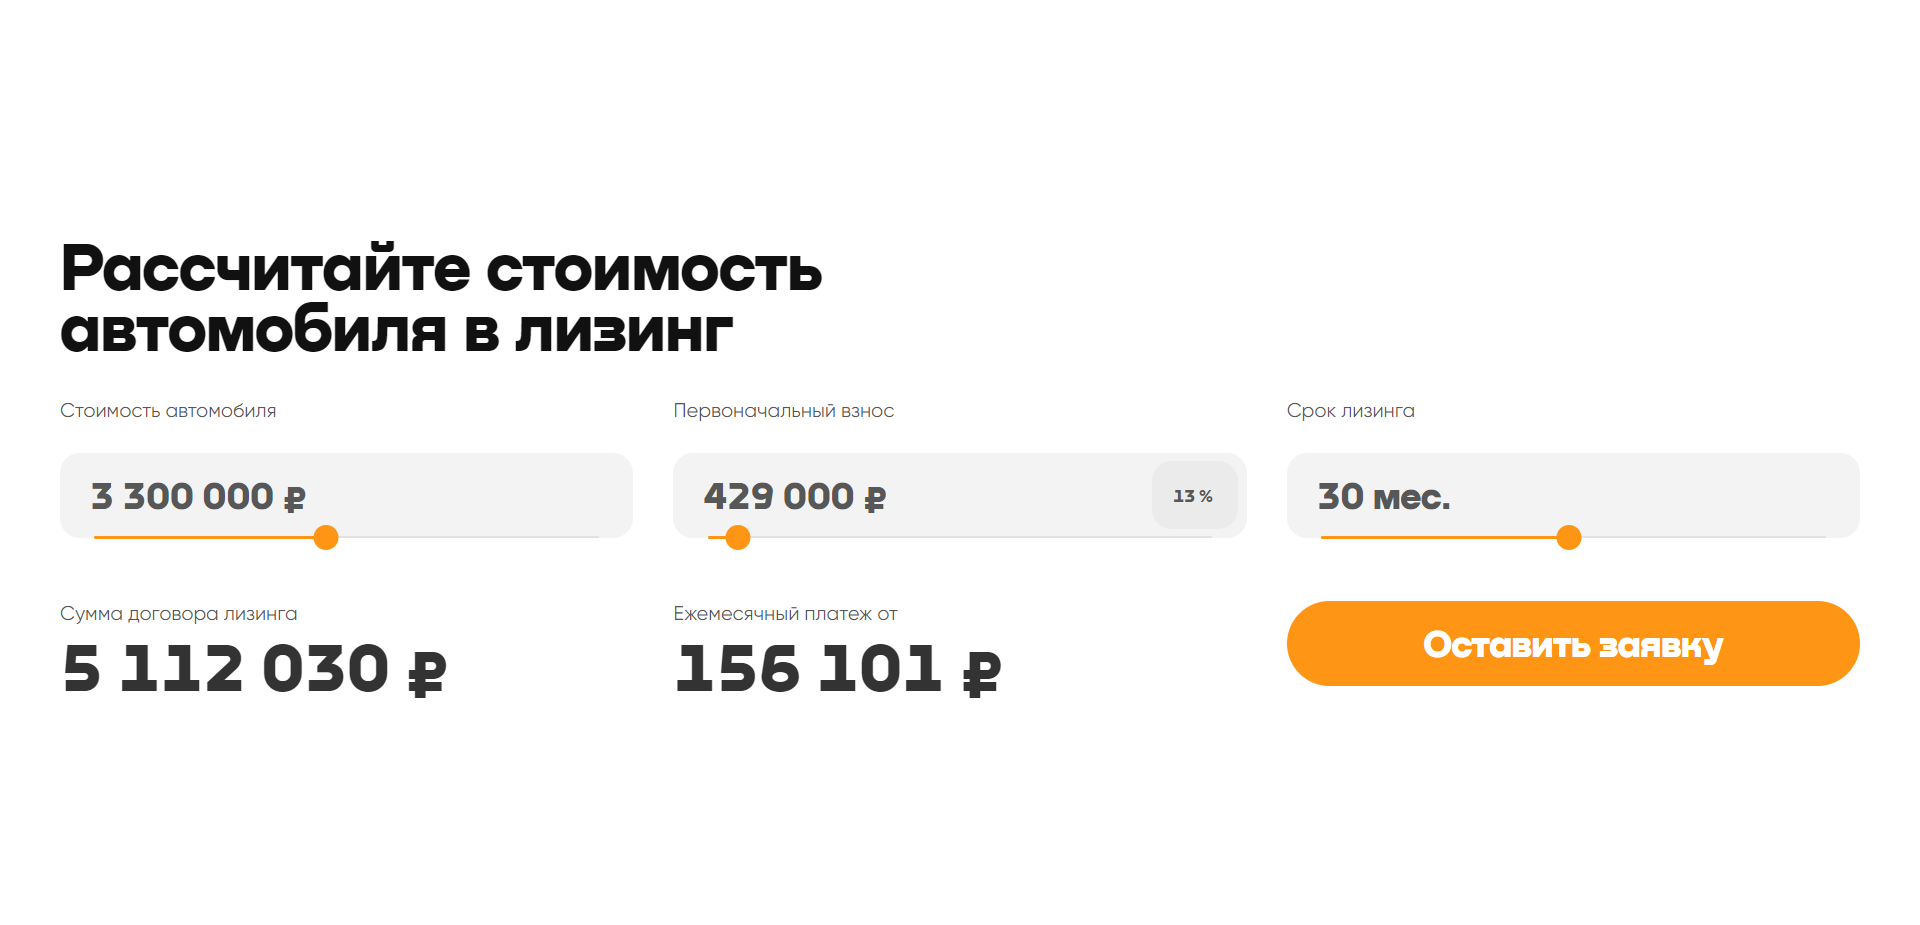 Рассчитайте стоимость
автомобиля в лизинг
Стоимость автомобиля
3 300 000 ₽
Первоначальный взнос
429 000 ₽
13 %
Срок лизинга
30 мес.
Сумма договора лизинга
5 112 030 ₽
Ежемесячный платеж от
156 101 ₽
Оставить заявку